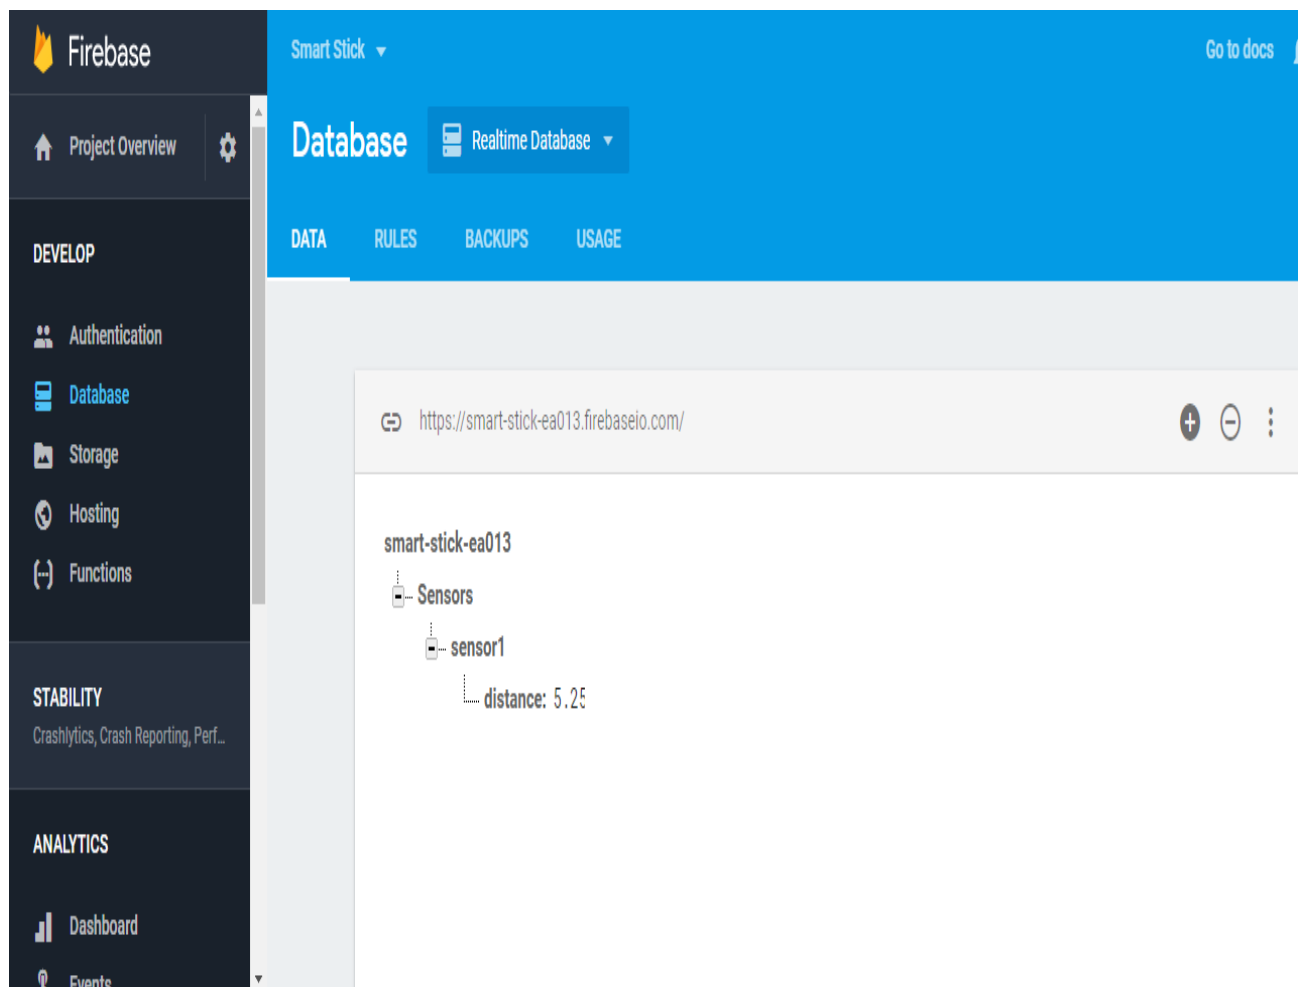 Firebase
Smart Stick
Go to docs
Project Overview
Database
Realtime Database
DATA
RULES
BACKUPS
USAGE
DEVELOP
Authentication
Database
Storage
Hosting
Functions
https://smart-stick-ea013.firebaseio.com/
smart-stick-ea013
Sensors
sensor1
distance: 5.25
STABILITY
Crashlytics, Crash Reporting, Perf...
ANALYTICS
Dashboard
Events